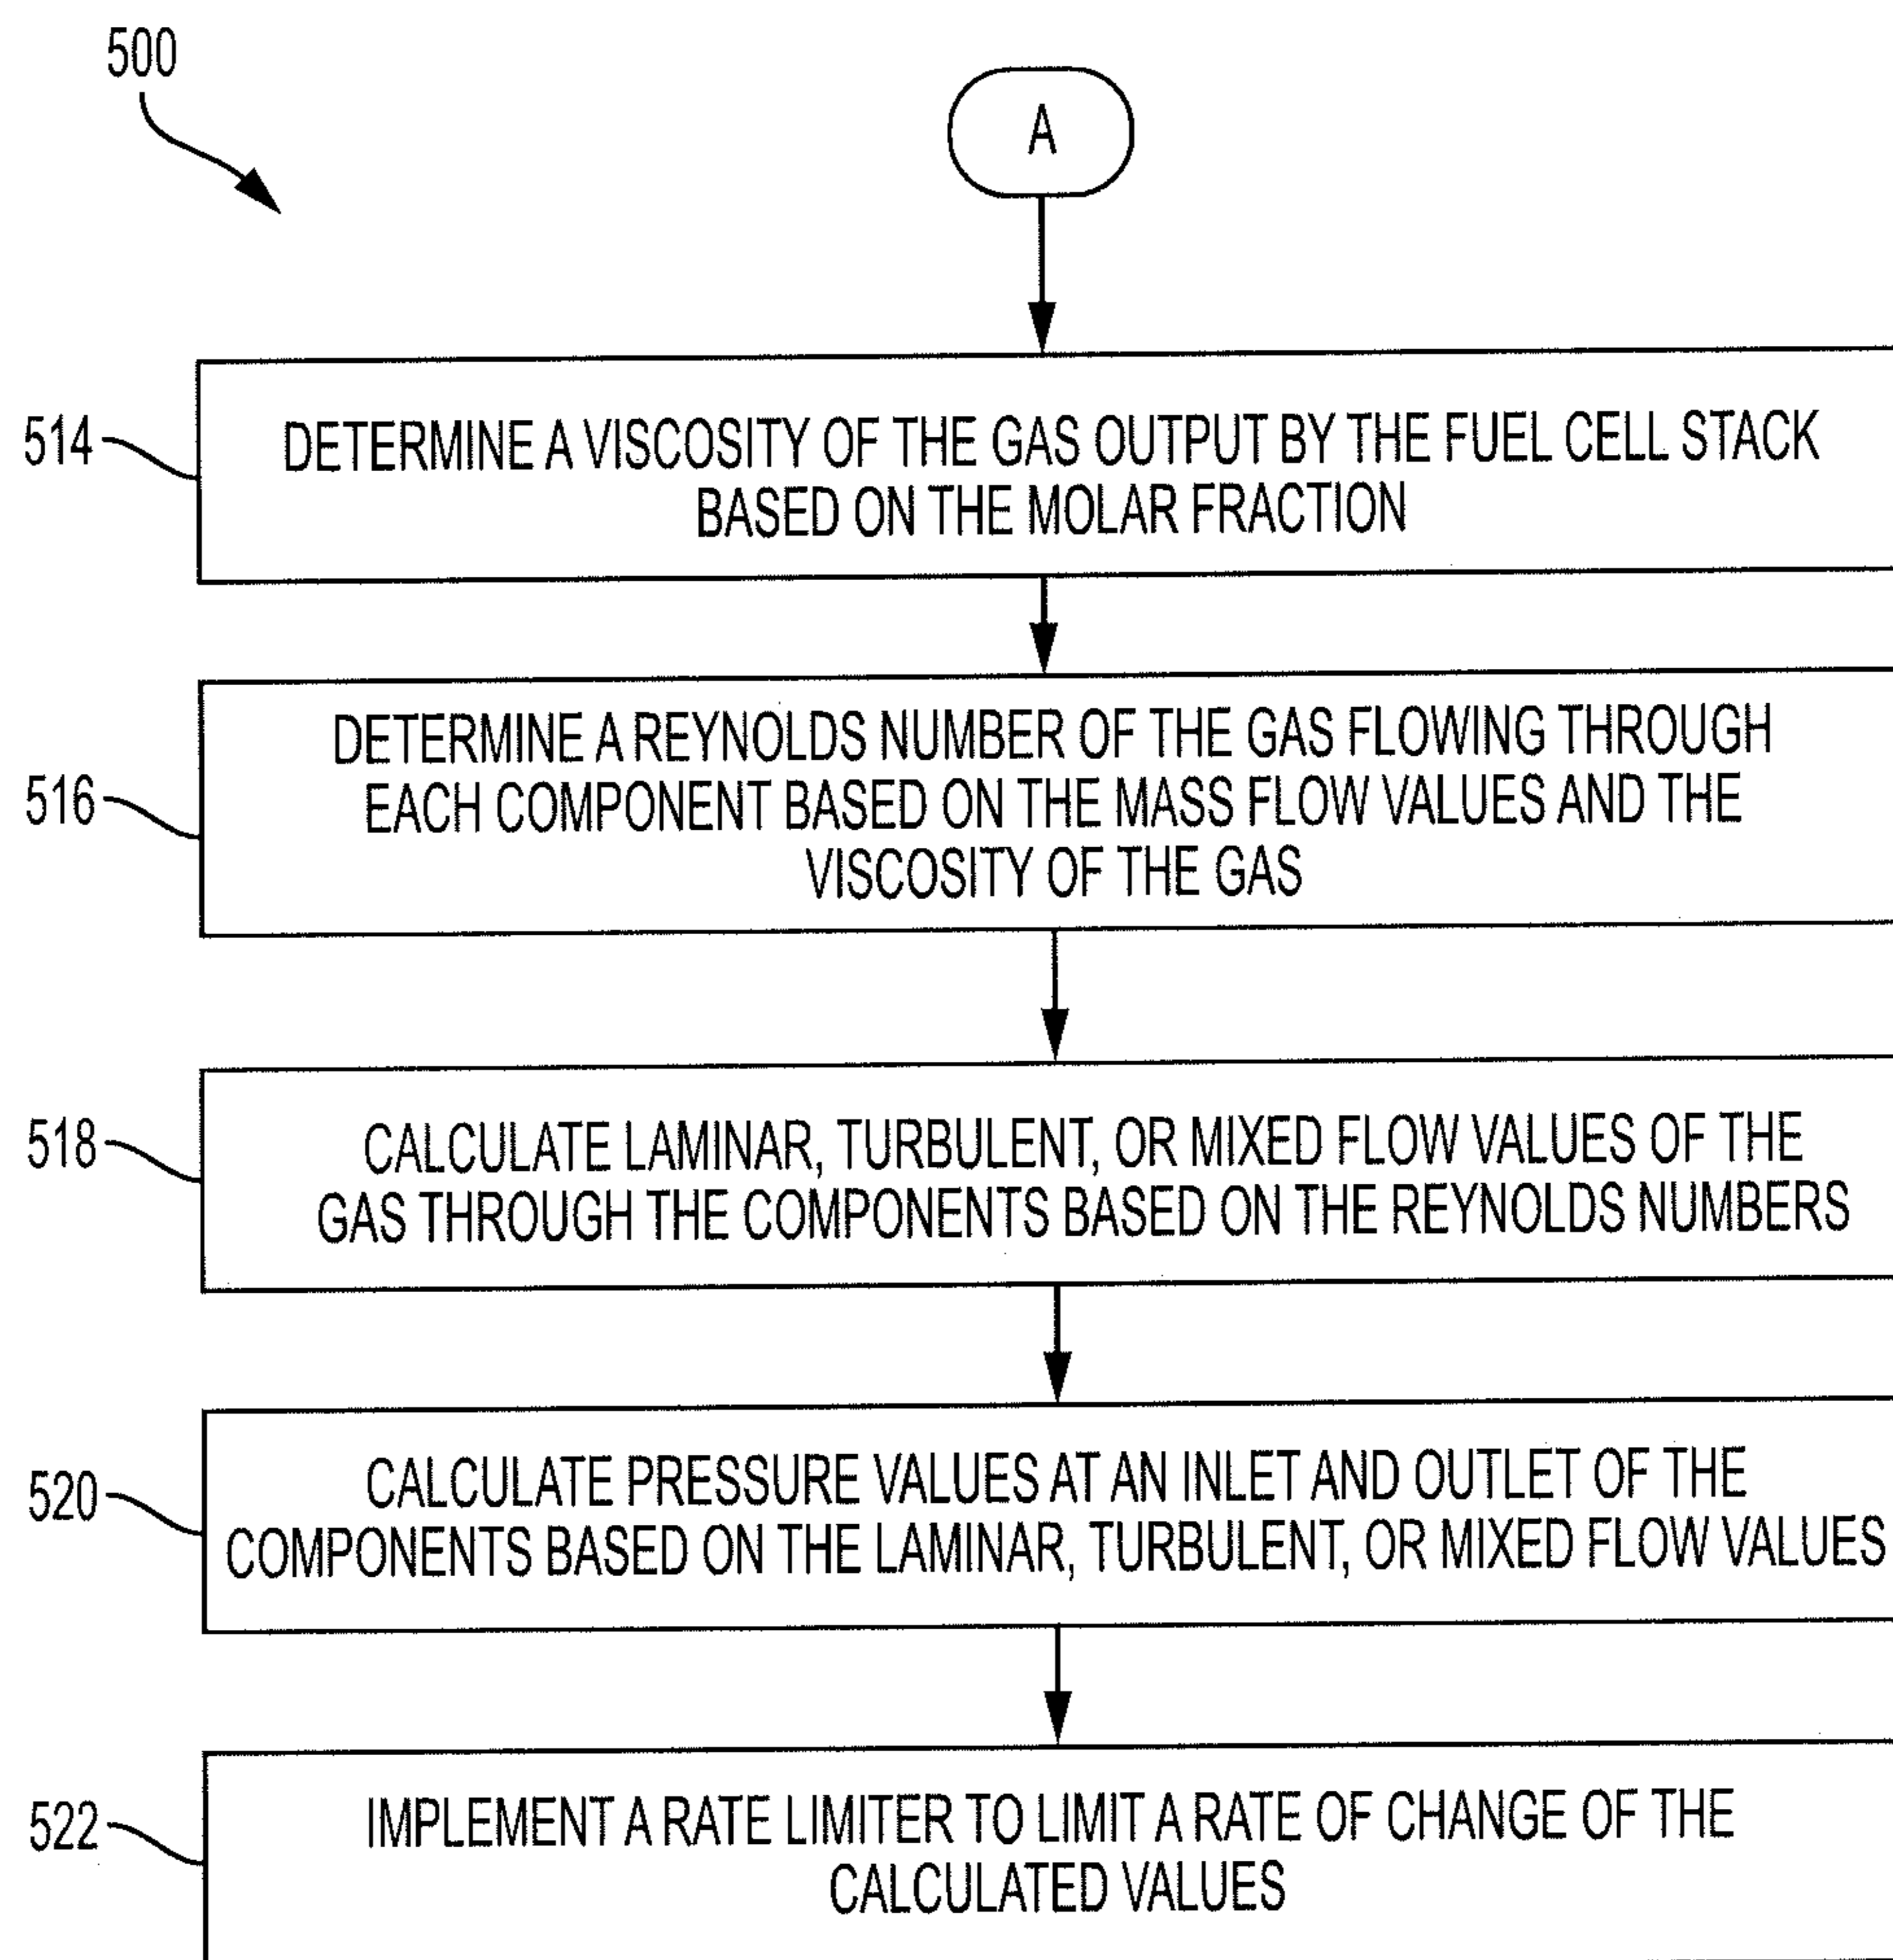 500
A
514
DETERMINE A VISCOSITY OF THE GAS OUTPUT BY THE FUEL CELL STACK
BASED ON THE MOLAR FRACTION
516
DETERMINE A REYNOLDS NUMBER OF THE GAS FLOWING THROUGH
EACH COMPONENT BASED ON THE MASS FLOW VALUES AND THE
VISCOSITY OF THE GAS
518
CALCULATE LAMINAR, TURBULENT, OR MIXED FLOW VALUES OF THE
GAS THROUGH THE COMPONENTS BASED ON THE REYNOLDS NUMBERS
520
CALCULATE PRESSURE VALUES AT AN INLET AND OUTLET OF THE
COMPONENTS BASED ON THE LAMINAR, TURBULENT, OR MIXED FLOW VALUES
522
IMPLEMENT A RATE LIMITER TO LIMIT A RATE OF CHANGE OF THE
CALCULATED VALUES